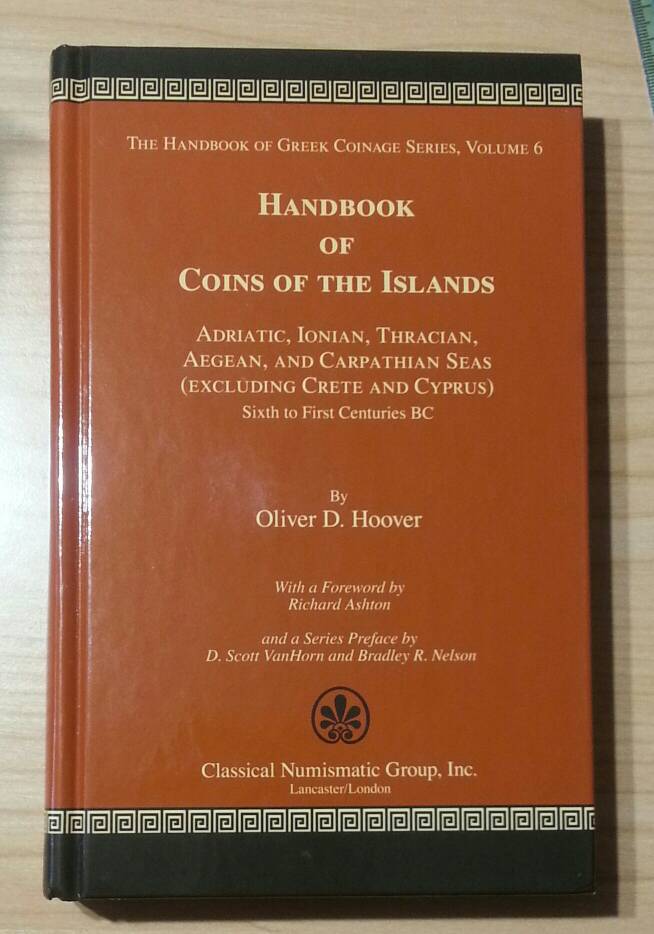 The Handbook of Greek Coinage Series, Volume 6
Handbook
of
Coins of the Islands
Adriatic, Ionian, Thracian,
Aegean, and Carpathian Seas
(excluding Crete and Cyprus)
Sixth to First Centuries BC
By
Oliver D. Hoover
With a Foreword by
Richard Ashton
and a Series Preface by
D. Scott VanHorn and Bradley R. Nelson
Classical Numismatic Group, Inc.
Lancaster/London